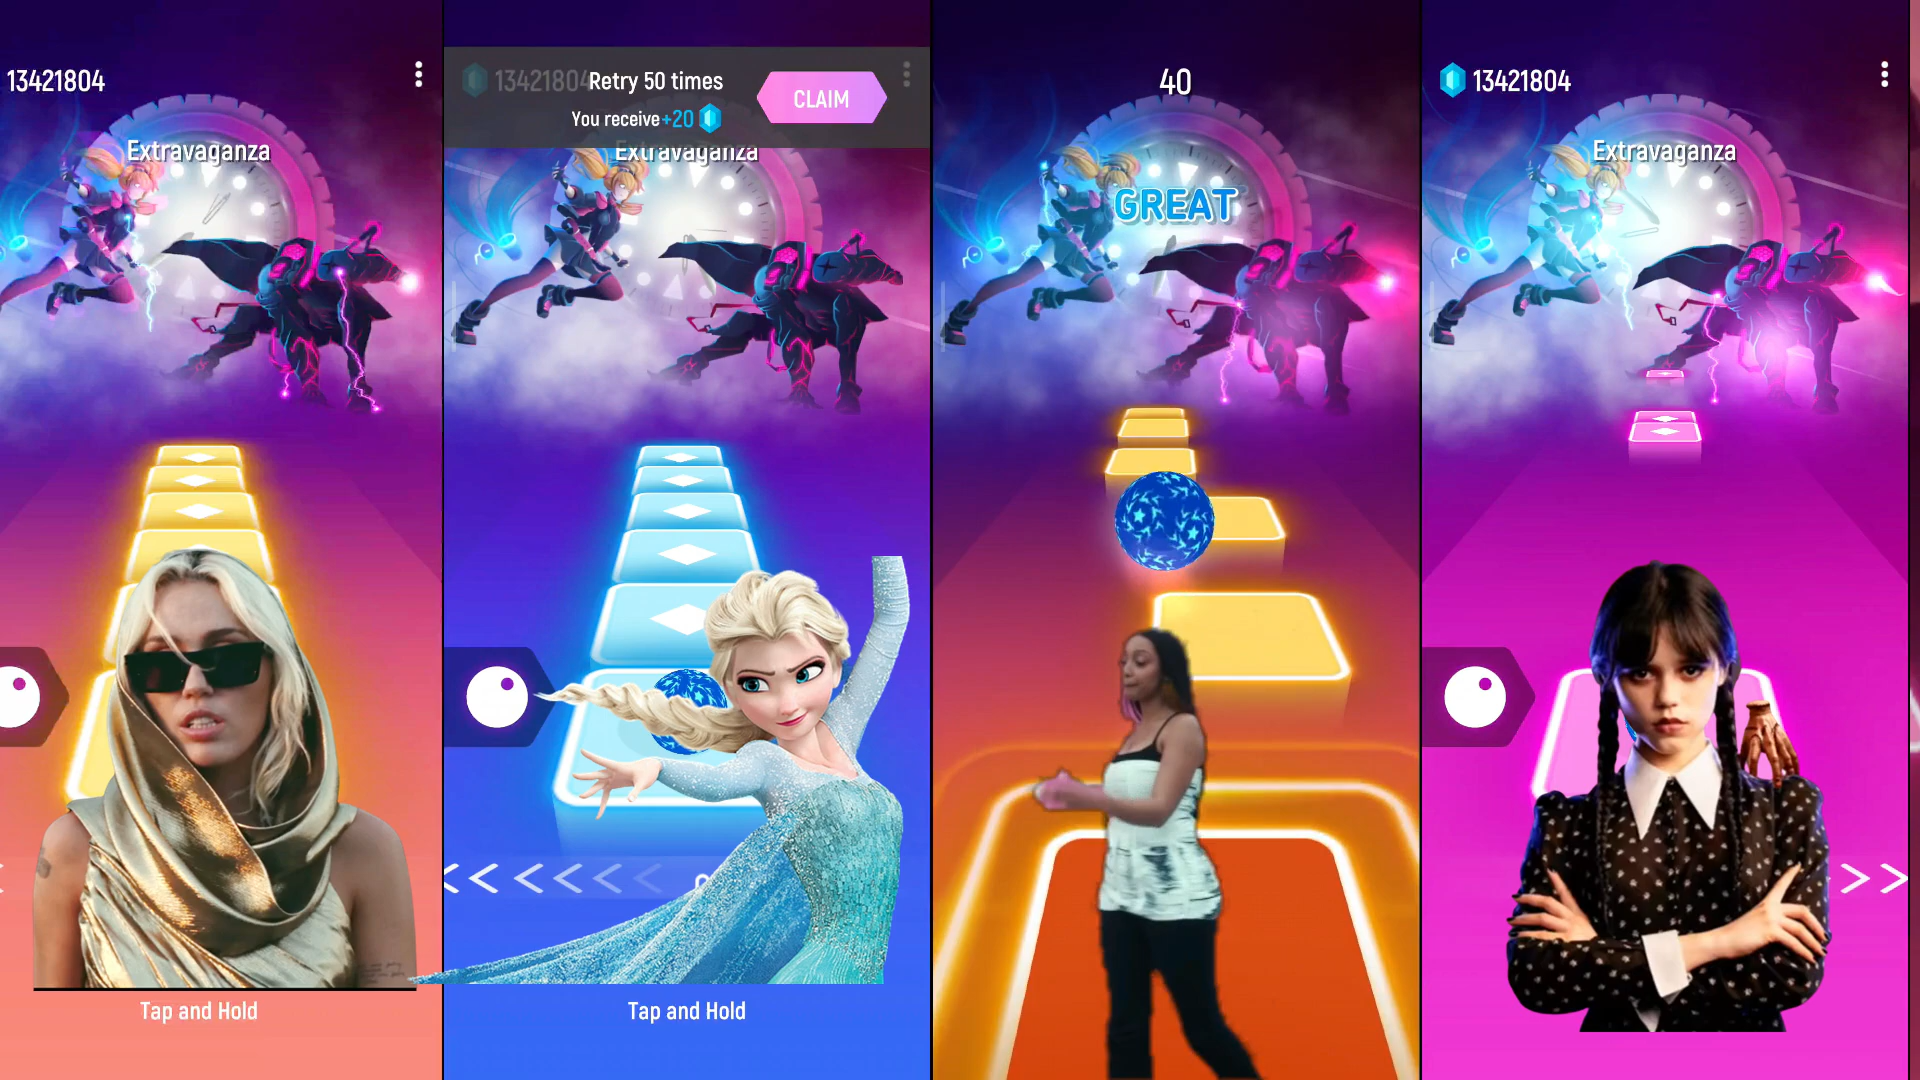 13421804
Extravaganza
Tap and Hold
13421804
Retry 50 times
You receive+20
CLAIM
Extravaganza
Tap and Hold
40
GREAT
13421804
Extravaganza